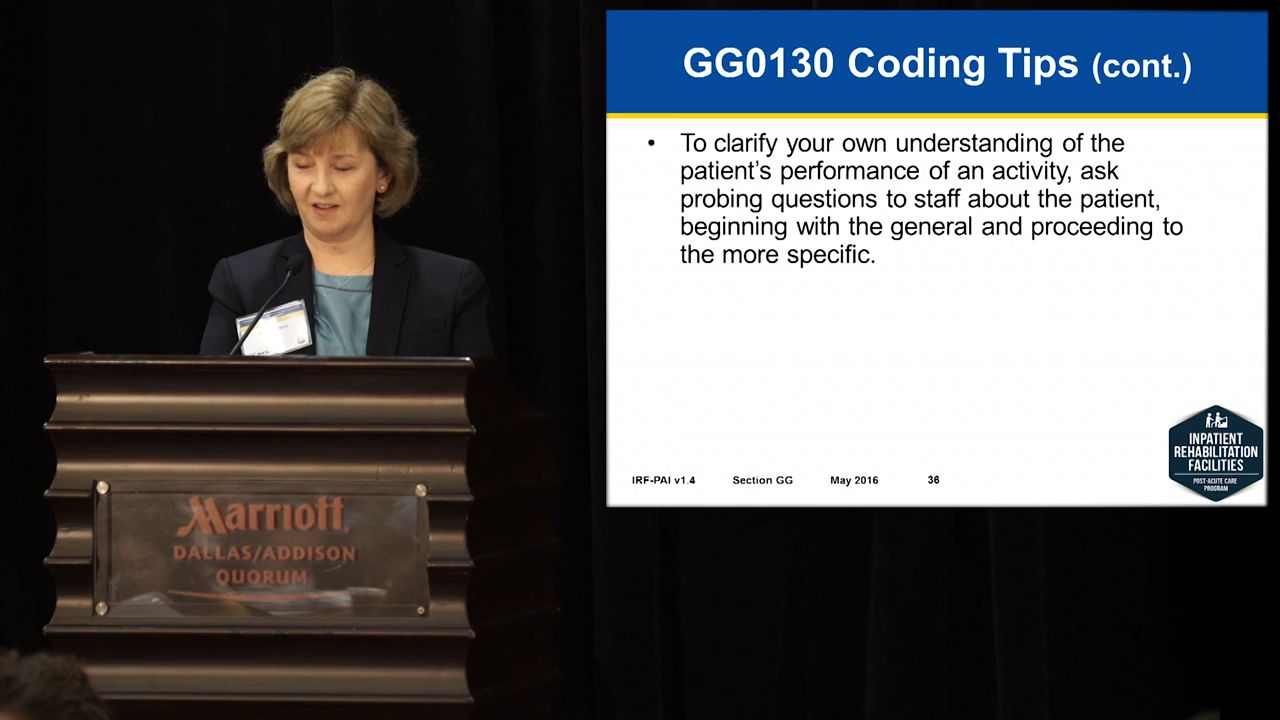 GG0130 Coding Tips (cont.)
• To clarify your own understanding of the
patient's performance of an activity, ask
probing questions to staff about the patient,
beginning with the general and proceeding to
the more specific.
IRF-PAI v1.4 Section GG May 2016 36
INPATIENT
REHABILITATION
FACILITIES
POST-ACUTE CARE
PROGRAM
Marriott
DALLAS/ADDISON
QUORUM